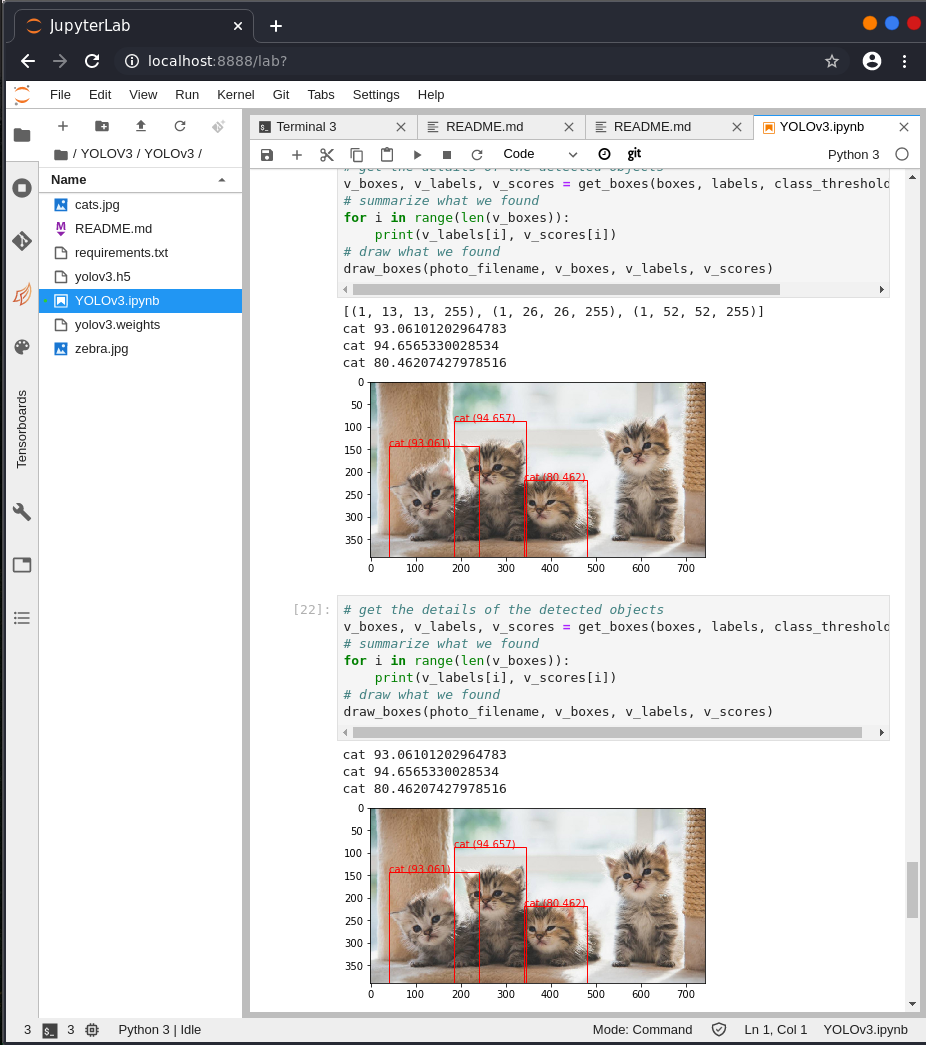 JupyterLab
localhost:8888/lab?
File Edit View Run Kernel Git Tabs Settings Help
Terminal 3 README.md README.md YOLOv3.ipynb
Code git Python 3
/ YOLOV3 / YOLOv3 /
Name
cats.jpg
README.md
requirements.txt
yolov3.h5
YOLOv3.ipynb
yolov3.weights
zebra.jpg
Tensorboards
# get the details of the detected objects
v_boxes, v_labels, v_scores = get_boxes(boxes, labels, class_threshold
# summarize what we found
for i in range(len(v_boxes)):
    print(v_labels[i], v_scores[i])
# draw what we found
draw_boxes(photo_filename, v_boxes, v_labels, v_scores)
[(1, 13, 13, 255), (1, 26, 26, 255), (1, 52, 52, 255)]
cat 93.06101202964783
cat 94.6565330028534
cat 80.46207427978516
0
50
100
150
200
250
300
350
cat (94.657)
cat (93.061)
cat (80.462)
0 100 200 300 400 500 600 700
[22]:
# get the details of the detected objects
v_boxes, v_labels, v_scores = get_boxes(boxes, labels, class_threshold
# summarize what we found
for i in range(len(v_boxes)):
    print(v_labels[i], v_scores[i])
# draw what we found
draw_boxes(photo_filename, v_boxes, v_labels, v_scores)
cat 93.06101202964783
cat 94.6565330028534
cat 80.46207427978516
0
50
100
150
200
250
300
350
cat (94.657)
cat (93.061)
cat (80.462)
0 100 200 300 400 500 600 700
3 $_ 3 Python 3 | Idle Mode: Command Ln 1, Col 1 YOLOv3.ipynb